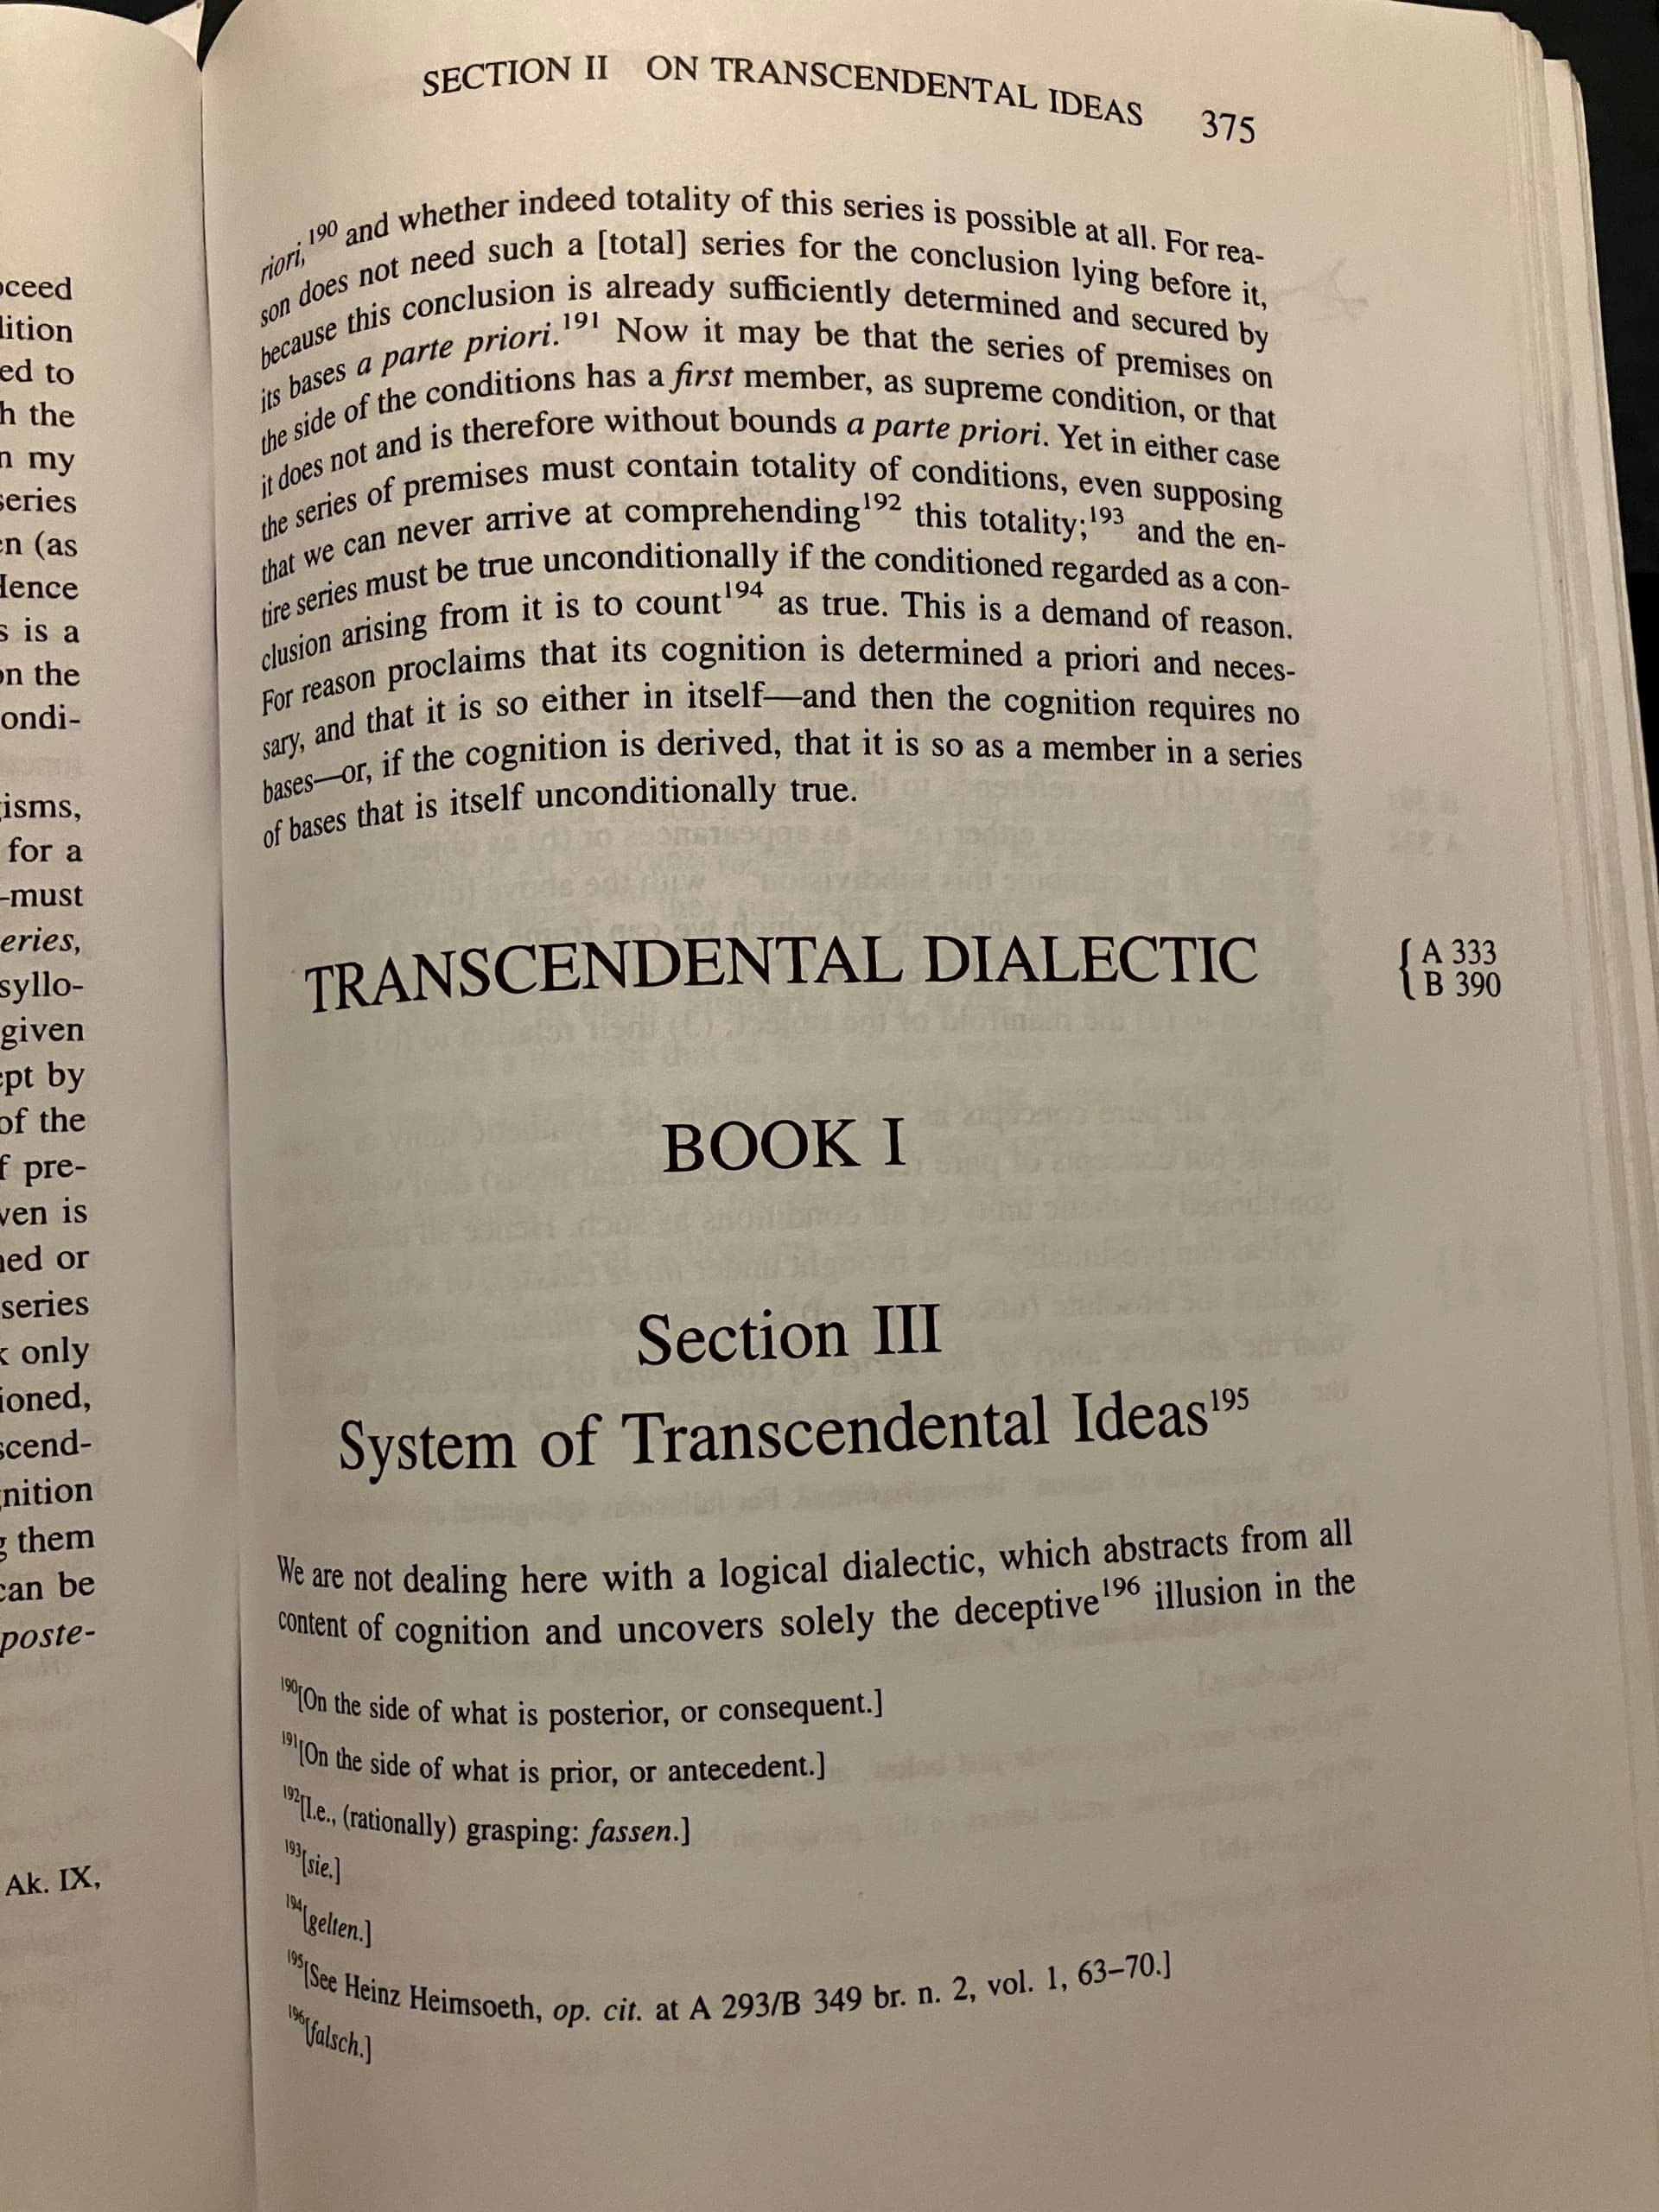 oceed
lition
ed to
h the
n my
series
en (as
Hence
s is a
on the
ondi-
gisms,
for a
-must
eries,
syllo-
given
ept by
of the
f pre-
ven is
ned or
series
k only
ioned,
scend-
gnition
g them
can be
poste-
Ak. IX,
SECTION II ON TRANSCENDENTAL IDEAS 375
riori,190 and whether indeed totality of this series is possible at all. For rea-
son does not need such a [total] series for the conclusion lying before it,
because this conclusion is already sufficiently determined and secured by
its bases a parte priori.191 Now it may be that the series of premises on
the side of the conditions has a first member, as supreme condition, or that
it does not and is therefore without bounds a parte priori. Yet in either case
the series of premises must contain totality of conditions, even supposing
that we can never arrive at comprehending192 this totality;193 and the en-
tire series must be true unconditionally if the conditioned regarded as a con-
clusion arising from it is to count194 as true. This is a demand of reason.
For reason proclaims that its cognition is determined a priori and neces-
sary, and that it is so either in itself—and then the cognition requires no
bases—or, if the cognition is derived, that it is so as a member in a series
of bases that is itself unconditionally true.
TRANSCENDENTAL DIALECTIC
{ A 333
B 390
BOOK I
Section III
System of Transcendental Ideas195
We are not dealing here with a logical dialectic, which abstracts from all
content of cognition and uncovers solely the deceptive196 illusion in the
190[On the side of what is posterior, or consequent.]
191[On the side of what is prior, or antecedent.]
192[I.e., (rationally) grasping: fassen.]
193[sie.]
194[gelten.]
195[See Heinz Heimsoeth, op. cit. at A 293/B 349 br. n. 2, vol. 1, 63–70.]
196[falsch.]